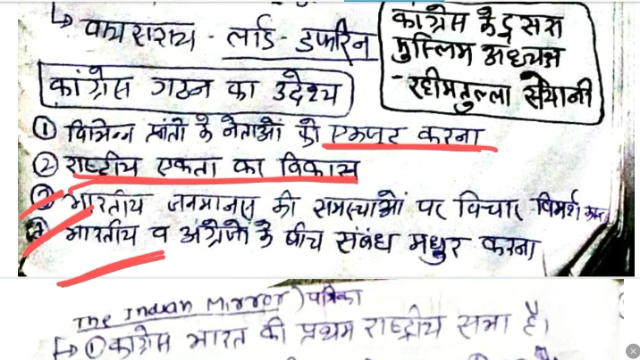 ↳ वायसराय - लार्ड - डफरिन
कांग्रेस के दूसरा
मुस्लिम अध्यक्ष
- रहीमतुल्ला सयानी
कांग्रेस गठन का उद्देश्य
① विभिन्न प्रांतो के नेताओं को एकजुट करना
② राष्ट्रीय एकता का विकास
③ भारतीय जनमानस की समस्याओं पर विचार विमर्श करना
④ भारतीय व अंग्रेजो के बीच संबंध मधुर करना
The Indian Mirror) पत्रिका
↳ ① कांग्रेस भारत की प्रथम राष्ट्रीय सभा है।